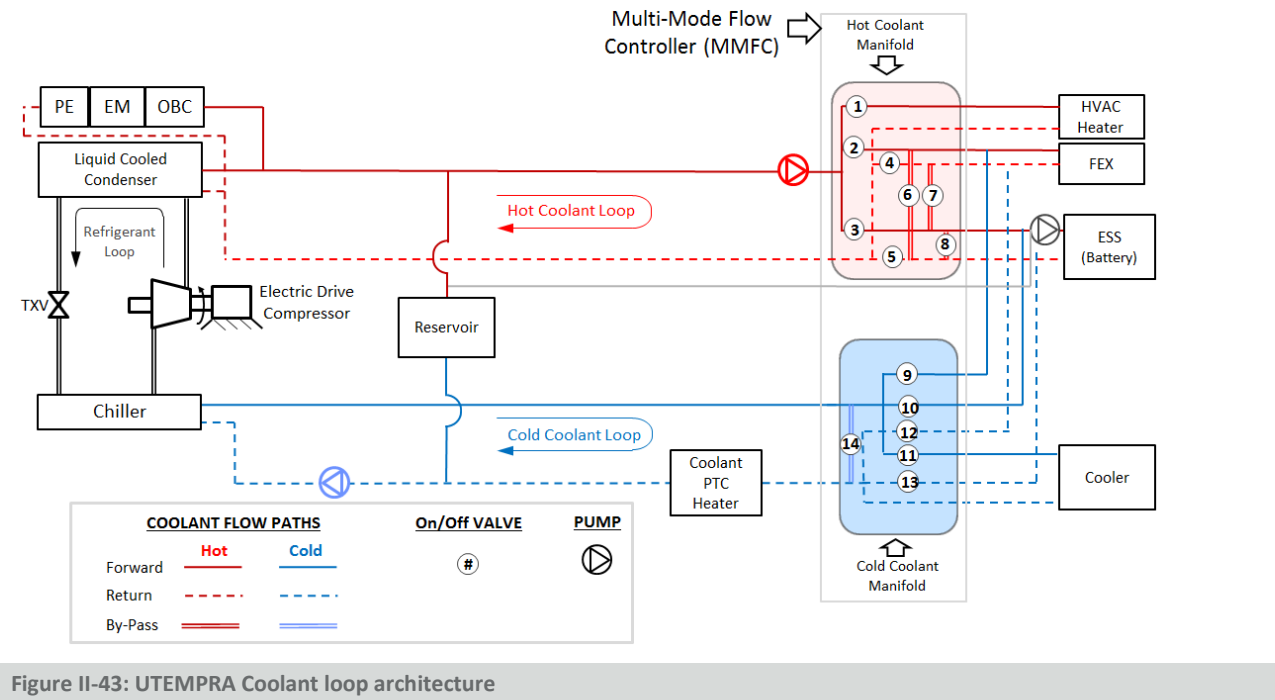 Multi-Mode Flow
Controller (MMFC)
Hot Coolant
Manifold
PE
EM
OBC
1
HVAC
Heater
2
Liquid Cooled
Condenser
4
FEX
6
7
Hot Coolant Loop
Refrigerant
Loop
3
8
5
ESS
(Battery)
TXV
Electric Drive
Compressor
Reservoir
9
Chiller
10
Cold Coolant Loop
12
14
11
Coolant
PTC
Heater
13
Cooler
COOLANT FLOW PATHS
On/Off VALVE
PUMP
Hot
Cold
Forward
#
Return
By-Pass
Cold Coolant
Manifold
Figure II-43: UTEMPRA Coolant loop architecture